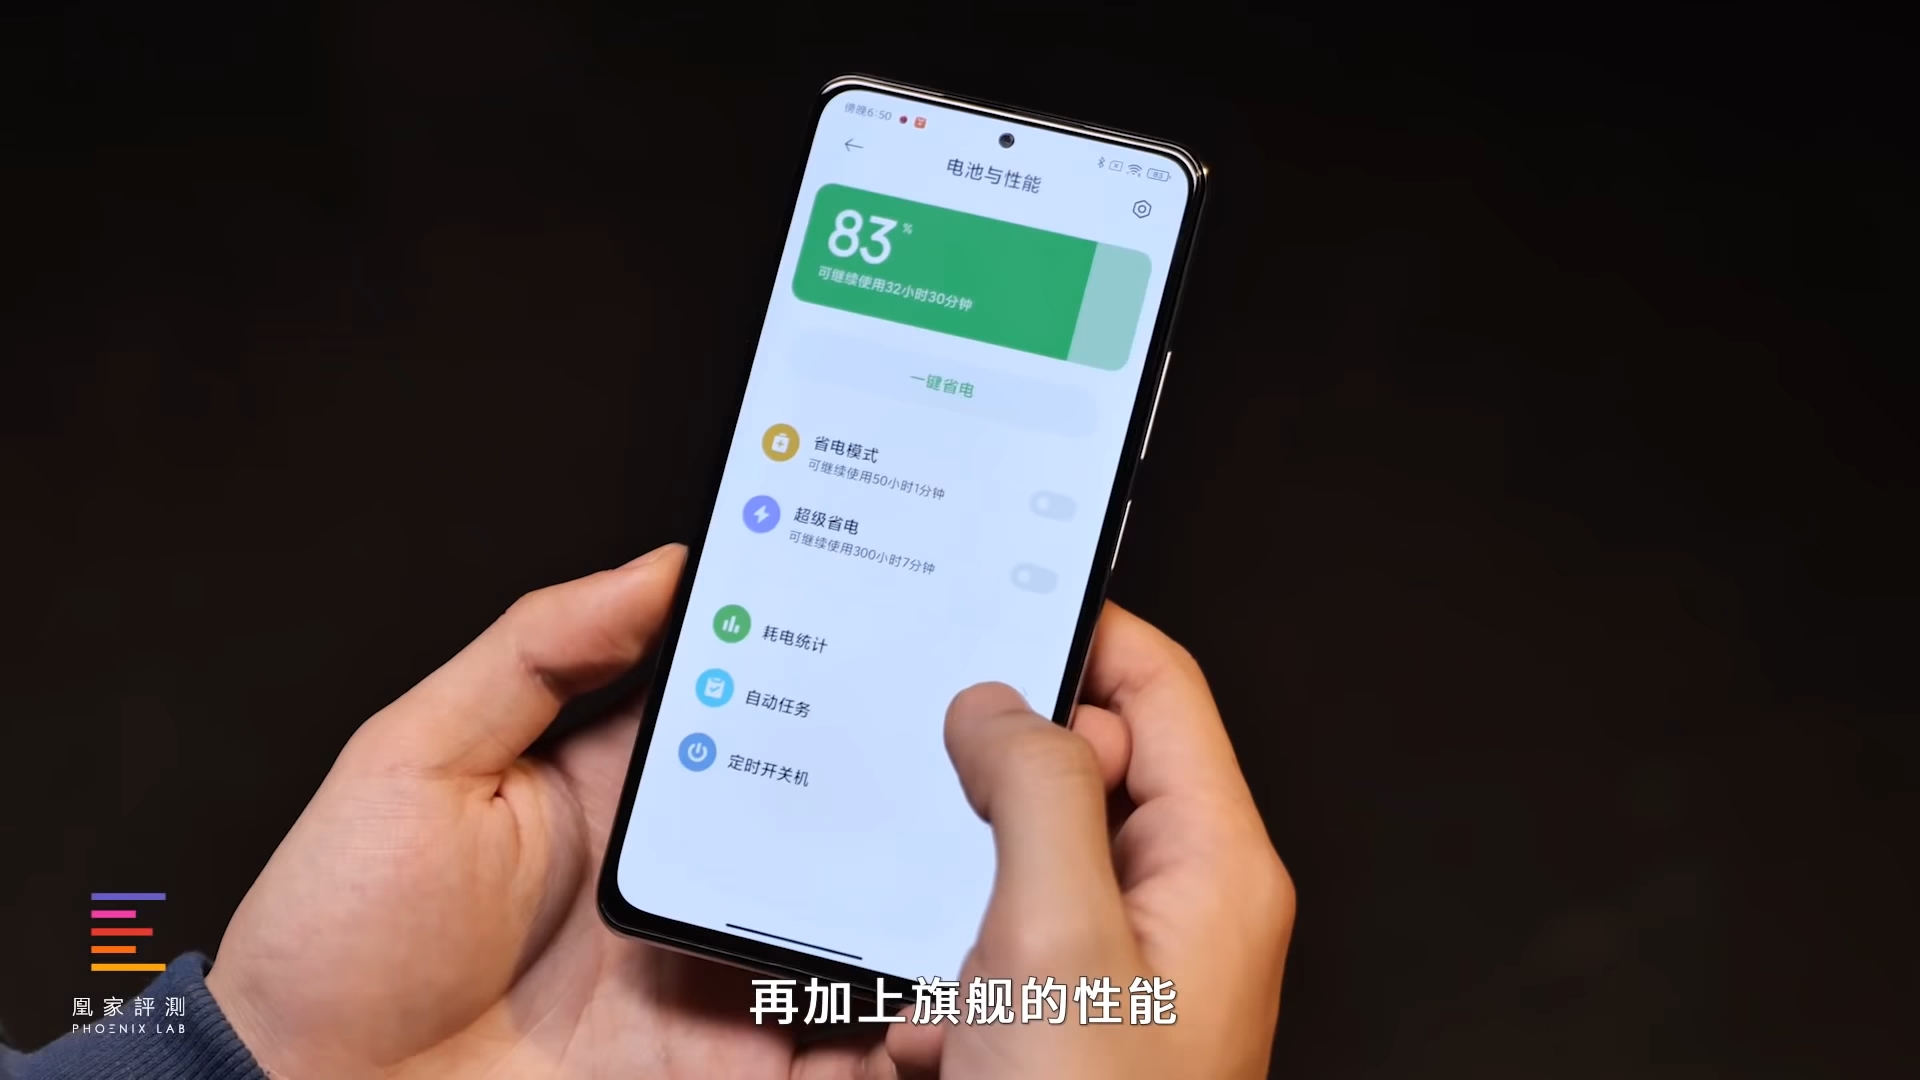 傍晚6:50
83
电池与性能
83%
可继续使用32小时30分钟
一键省电
省电模式
可继续使用50小时1分钟
超级省电
可继续使用300小时7分钟
耗电统计
自动任务
定时开关机
再加上旗舰的性能
凰家評測
PHOENIX LAB